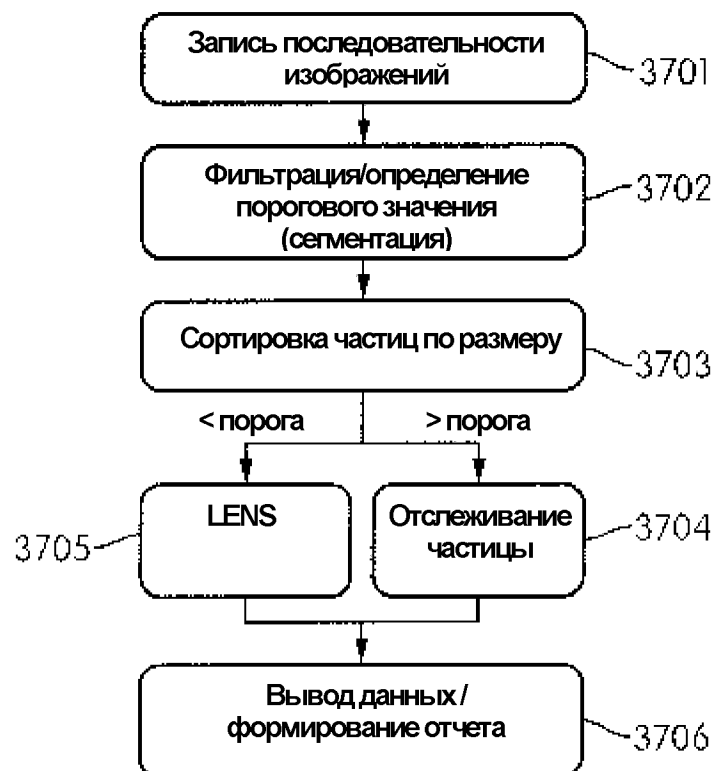 Запись последовательности
изображений
3701
Фильтрация/определение
порогового значения
(сегментация)
3702
Сортировка частиц по размеру
3703
< порога
> порога
LENS
3705
Отслеживание
частицы
3704
Вывод данных /
формирование отчета
3706